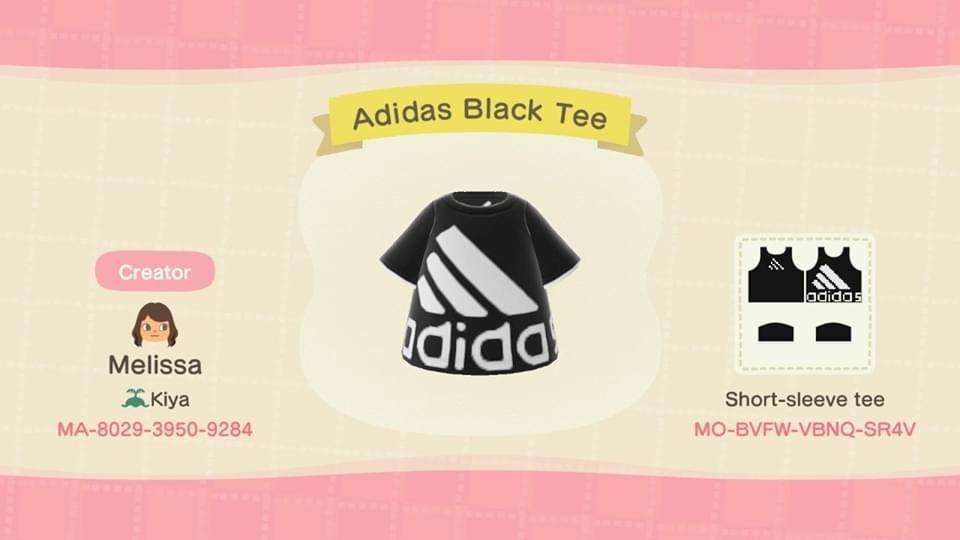 Adidas Black Tee
adidas
Creator
Melissa
Kiya
MA-8029-3950-9284
adidas
Short-sleeve tee
MO-BVFW-VBNQ-SR4V